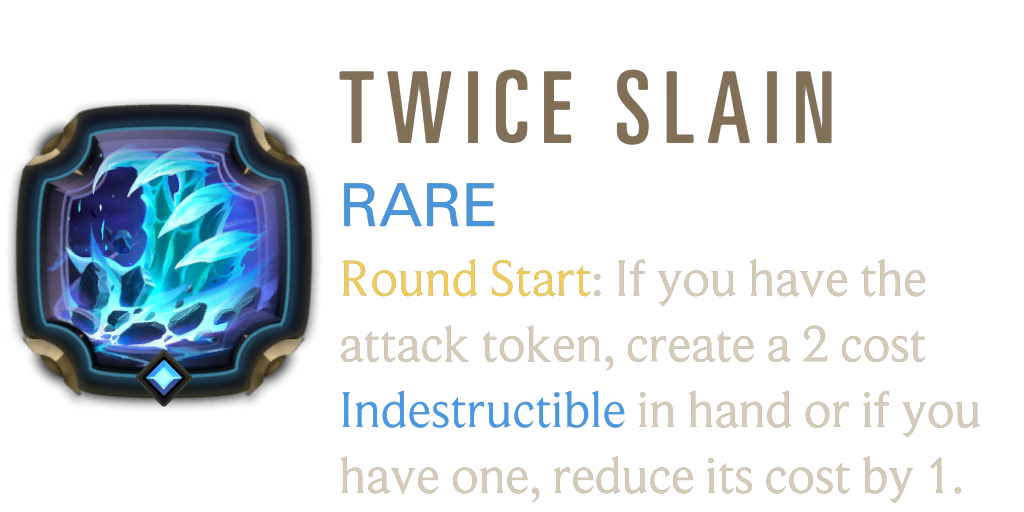 TWICE SLAIN
RARE
Round Start: If you have the
attack token, create a 2 cost
Indestructible in hand or if you
have one, reduce its cost by 1.